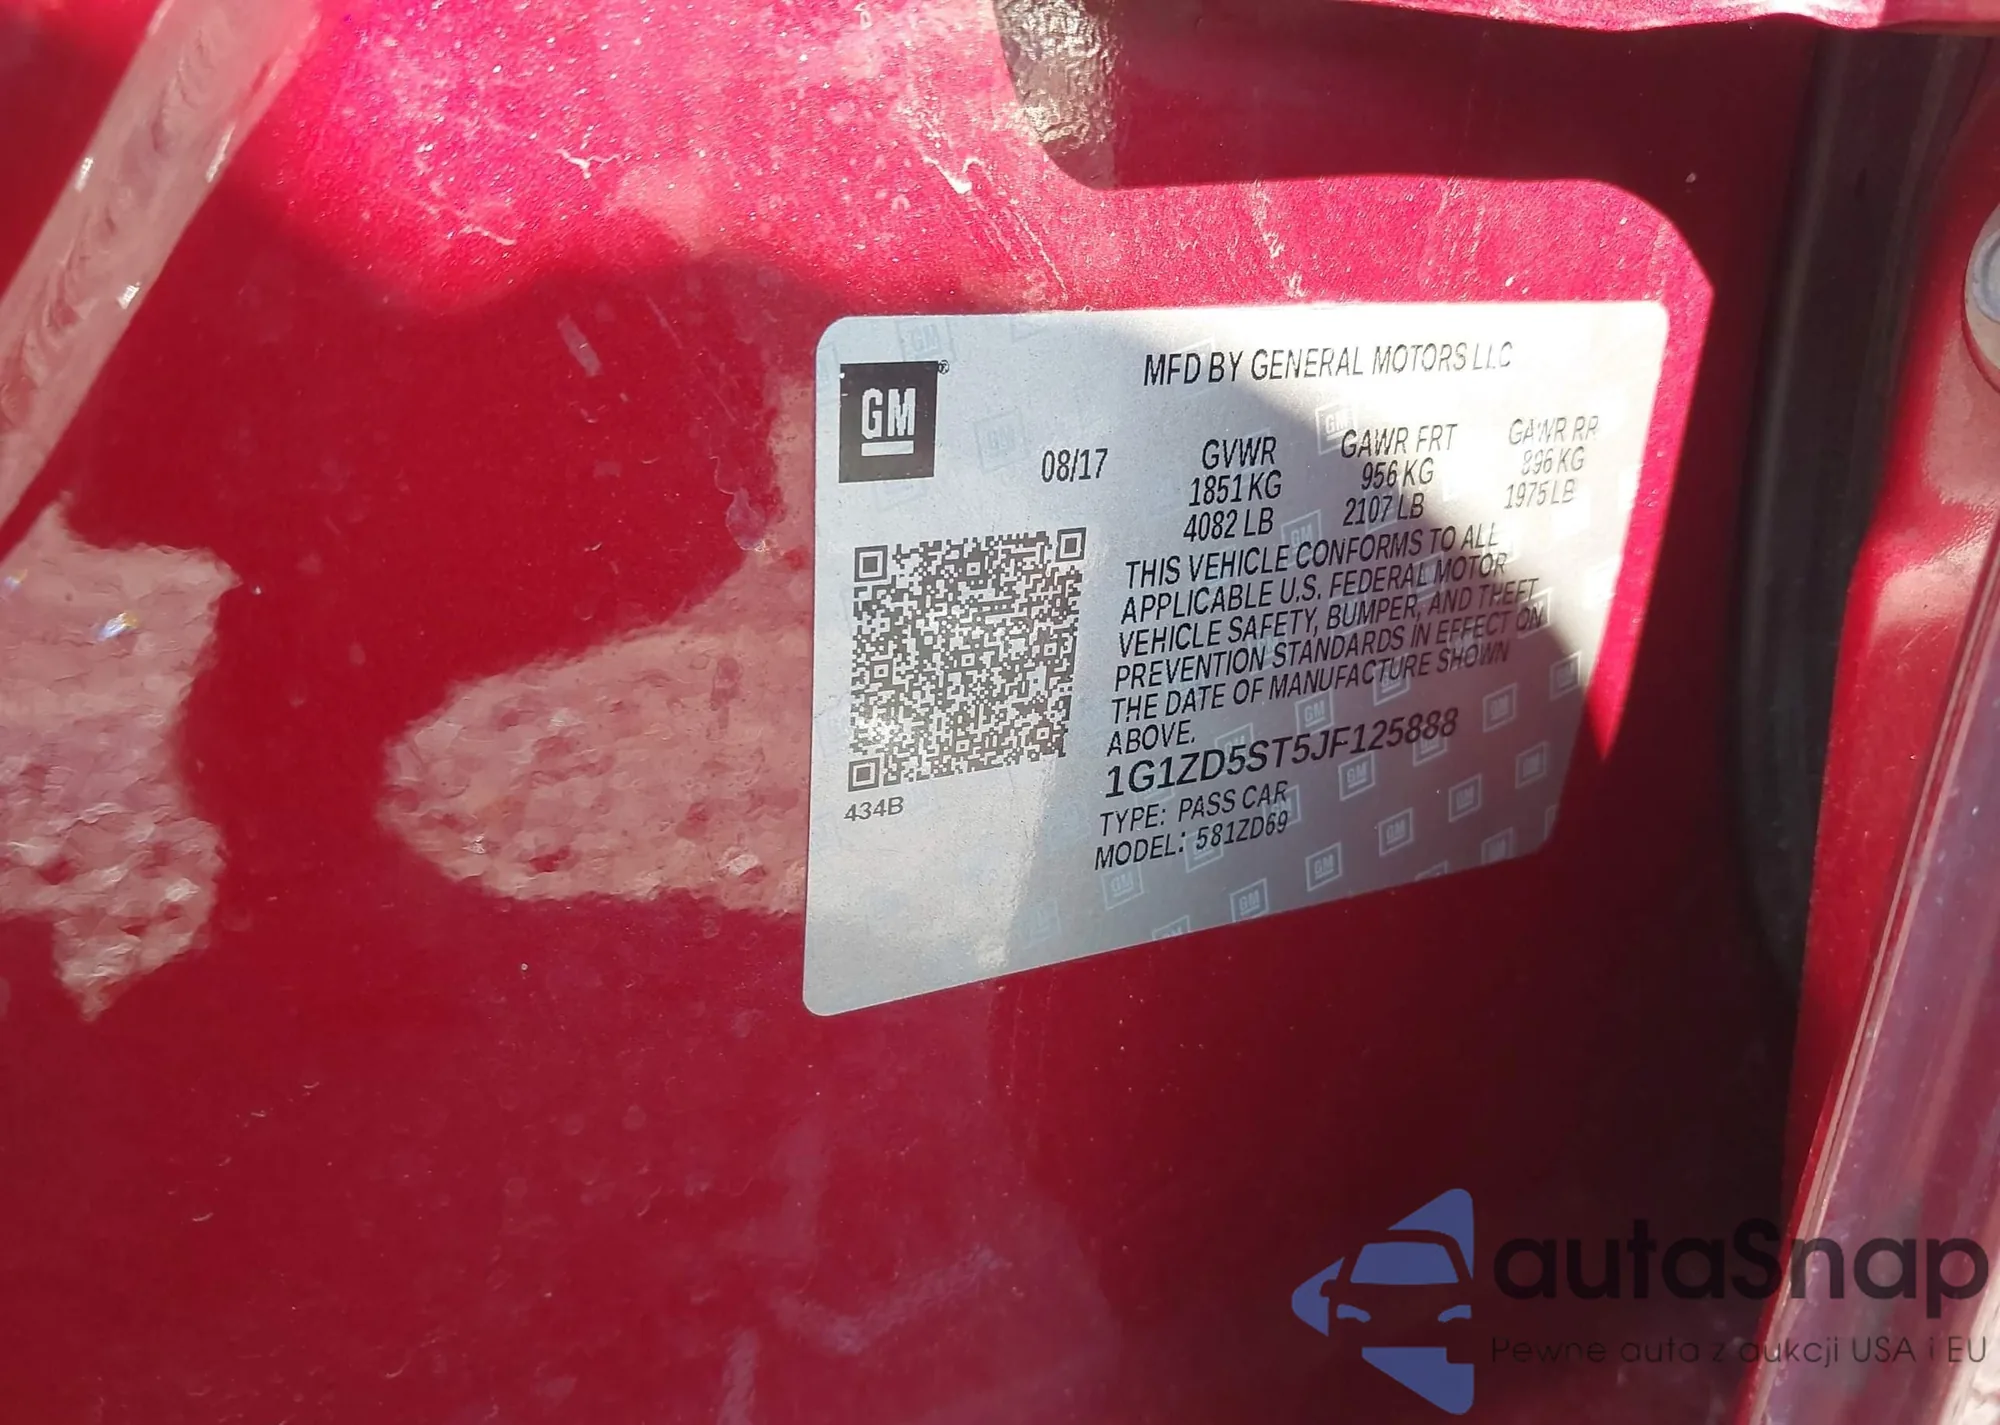 GM
MFD BY GENERAL MOTORS LLC
08/17
GVWR GAWR FRT GAWR RR
1851 KG 956 KG 896 KG
4082 LB 2107 LB 1975 LB
THIS VEHICLE CONFORMS TO ALL
APPLICABLE U.S. FEDERAL MOTOR
VEHICLE SAFETY, BUMPER, AND THEFT
PREVENTION STANDARDS IN EFFECT ON
THE DATE OF MANUFACTURE SHOWN
ABOVE.
1G1ZD5ST5JF125888
TYPE: PASS CAR
MODEL: 581ZD69
434B
autaSnap
Pewne auta z aukcji USA i EU